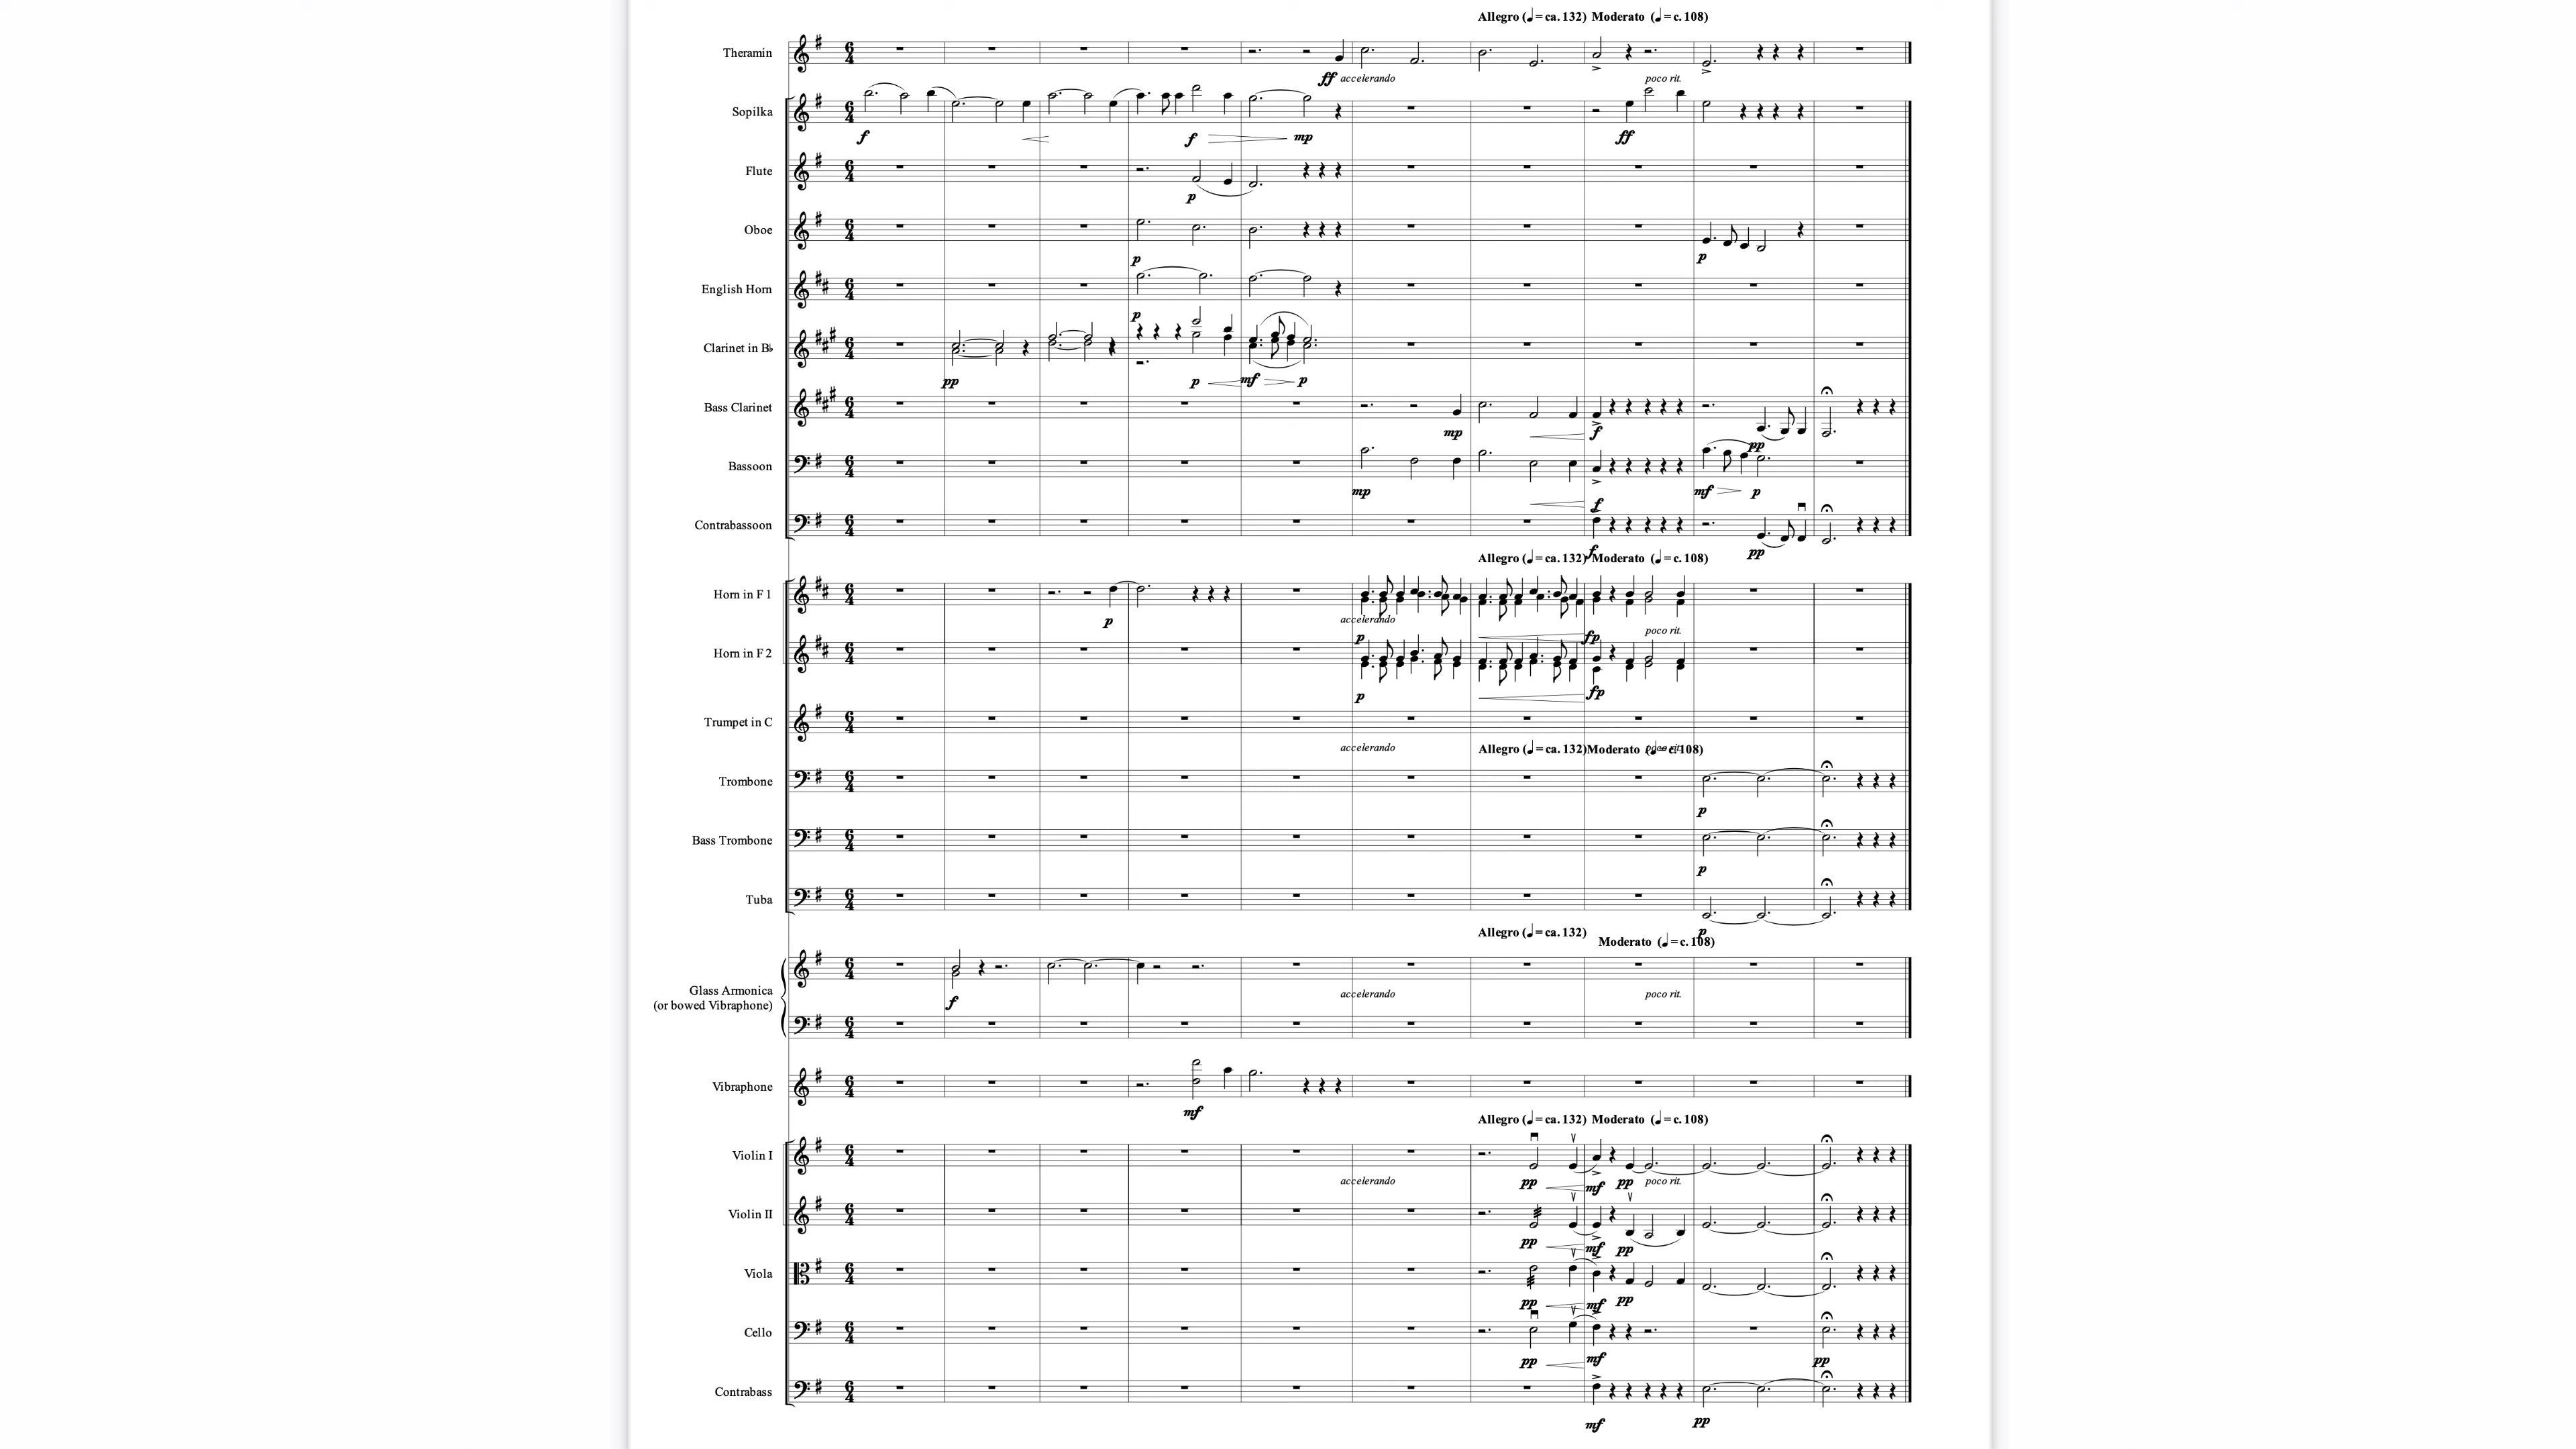 Allegro (♩=ca. 132) Moderato (♩=c. 108)
Theramin
ff accelerando poco rit.
Sopilka
f f mp ff
Flute
p
Oboe
p p
English Horn
p
Clarinet in B♭
pp p mf p
Bass Clarinet
mp f pp
Bassoon
mp f mf p
Contrabassoon
f pp
Allegro (♩=ca. 132) Moderato (♩=c. 108)
Horn in F 1
p accelerando
p fp poco rit.
Horn in F 2
p fp
Trumpet in C
accelerando Allegro (♩=ca. 132) Moderato (♩=c. 108) poco rit.
Trombone
p
Bass Trombone
p
Tuba
p
Allegro (♩=ca. 132) Moderato (♩=c. 108)
Glass Armonica
(or bowed Vibraphone)
f accelerando poco rit.
Vibraphone
mf
Allegro (♩=ca. 132) Moderato (♩=c. 108)
Violin I
accelerando pp mf pp poco rit.
Violin II
pp mf pp
Viola
pp mf pp
Cello
pp mf pp
Contrabass
mf pp
6 4